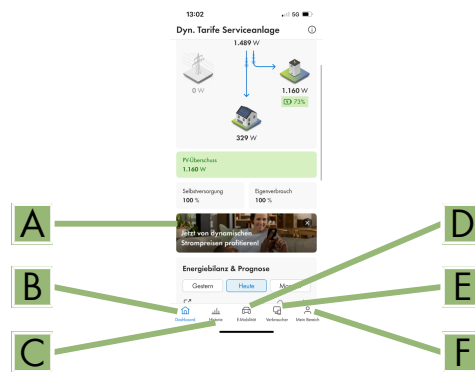 13:02
5G
Dyn. Tarife Serviceanlage
1.489 W
0 W
1.160 W
73%
329 W
PV-Überschuss
1.160 W
Selbstversorgung
100 %
Eigenverbrauch
100 %
A
Jetzt von dynamischen
Strompreisen profitieren!
D
Energiebilanz & Prognose
B
Gestern
Heute
E
Dashboard
Historie
E-Mobilität
Verbraucher
Mein Bereich
C
F